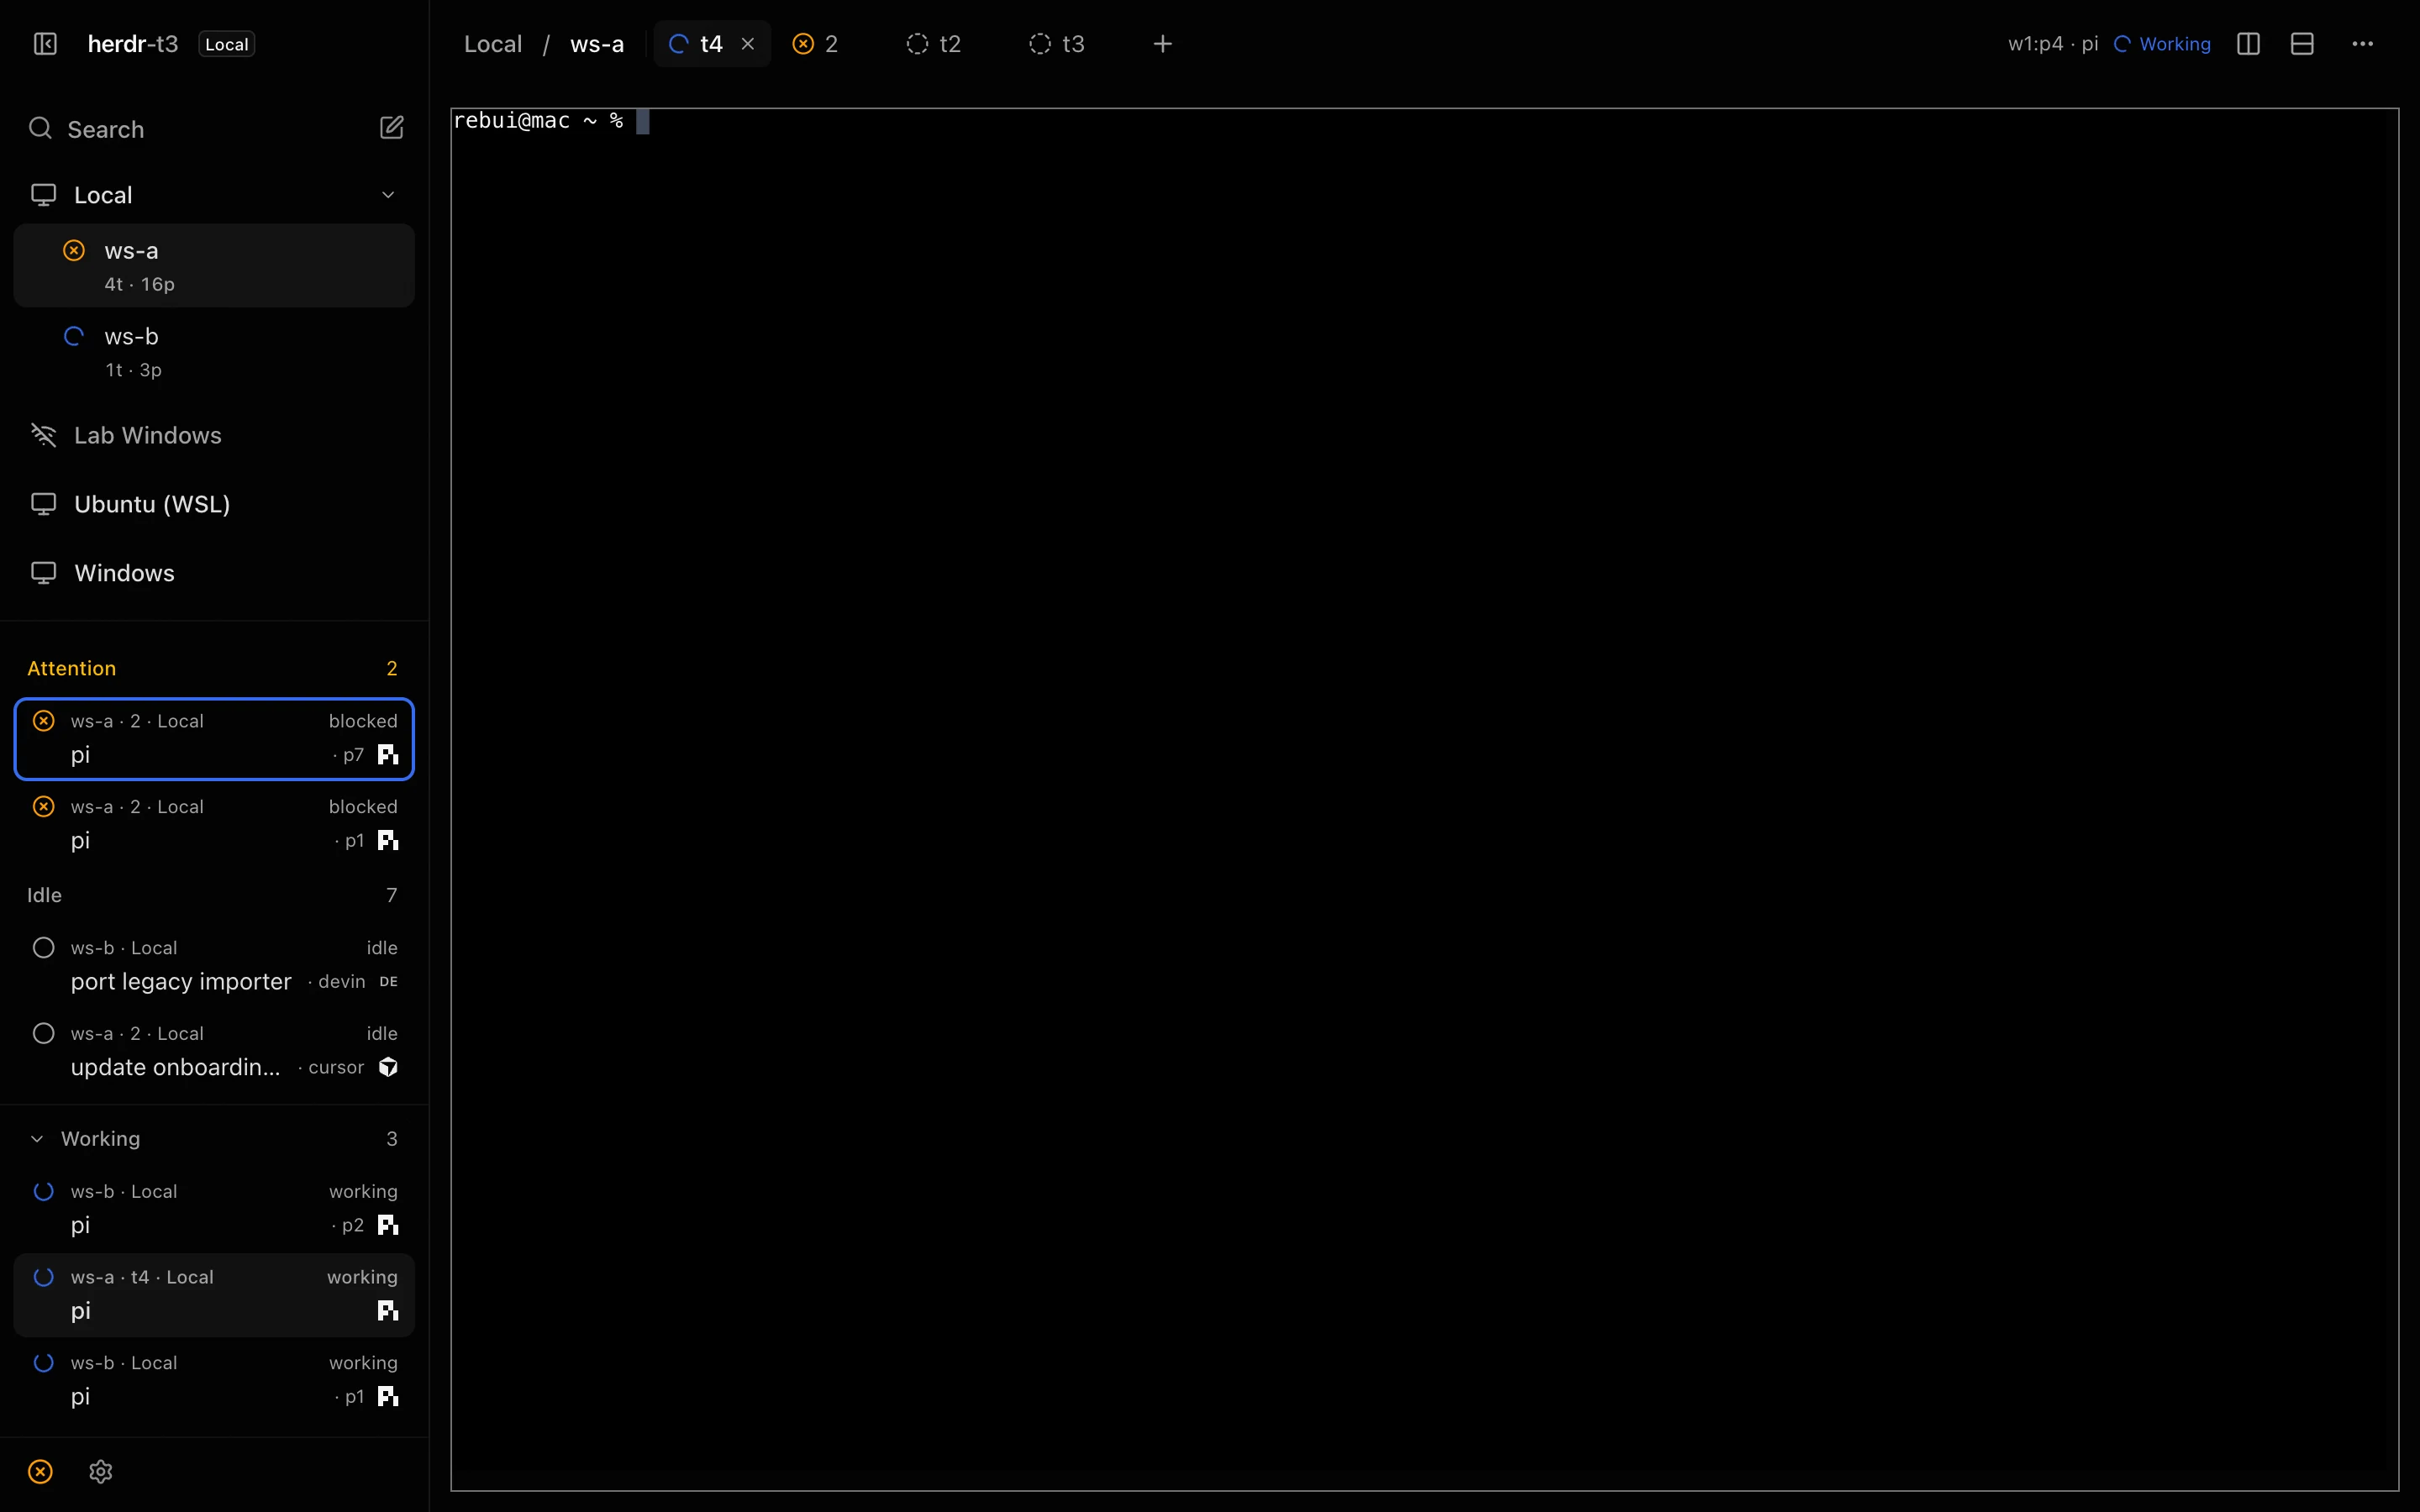 herdr-t3 Local
Search
Local
ws-a
4t · 16p
ws-b
1t · 3p
Lab Windows
Ubuntu (WSL)
Windows
Attention 2
ws-a · 2 · Local blocked
pi · p7
ws-a · 2 · Local blocked
pi · p1
Idle 7
ws-b · Local idle
port legacy importer · devin DE
ws-a · 2 · Local idle
update onboardin... · cursor
Working 3
ws-b · Local working
pi · p2
ws-a · t4 · Local working
pi
ws-b · Local working
pi · p1
Local / ws-a t4 2 t2 t3 w1:p4 · pi Working
rebui@mac ~ %